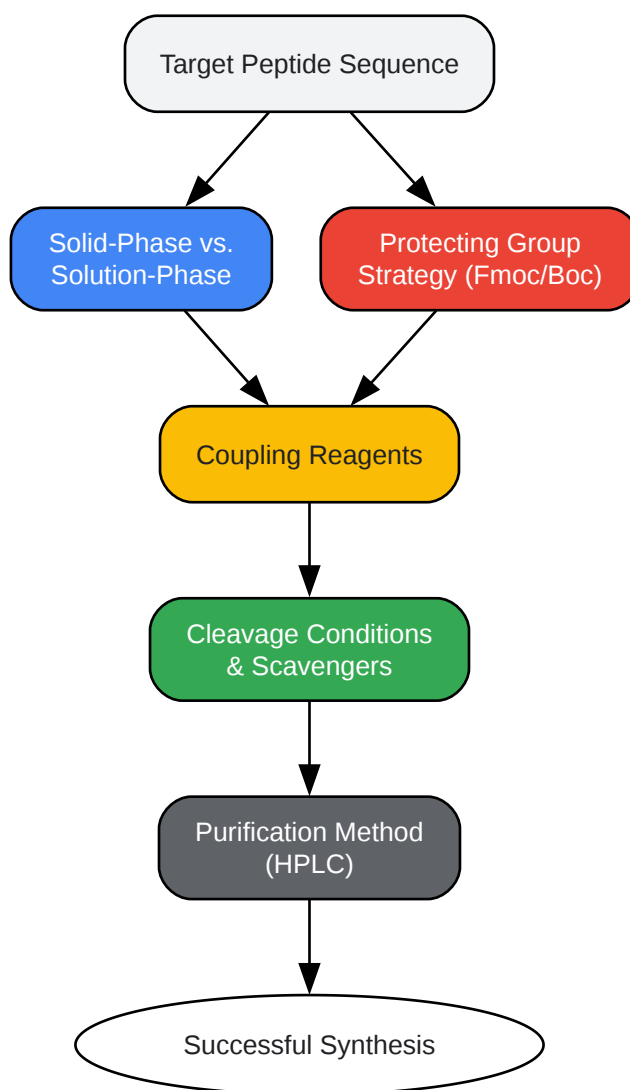 Target Peptide Sequence
Solid-Phase vs.
Solution-Phase
Protecting Group
Strategy (Fmoc/Boc)
Coupling Reagents
Cleavage Conditions
& Scavengers
Purification Method
(HPLC)
Successful Synthesis